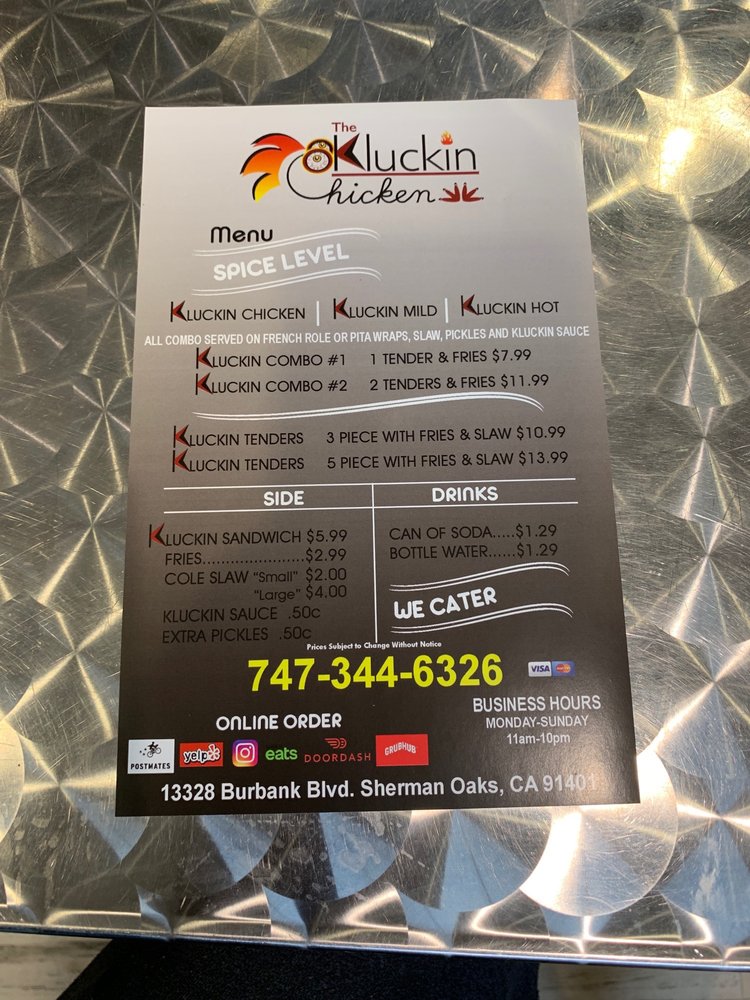 The
Kluckin
Chicken
Menu
SPICE LEVEL
KLUCKIN CHICKEN | KLUCKIN MILD | KLUCKIN HOT
ALL COMBO SERVED ON FRENCH ROLE OR PITA WRAPS, SLAW, PICKLES AND KLUCKIN SAUCE
KLUCKIN COMBO #1 1 TENDER & FRIES $7.99
KLUCKIN COMBO #2 2 TENDERS & FRIES $11.99
KLUCKIN TENDERS 3 PIECE WITH FRIES & SLAW $10.99
KLUCKIN TENDERS 5 PIECE WITH FRIES & SLAW $13.99
SIDE
KLUCKIN SANDWICH $5.99
FRIES......................$2.99
COLE SLAW "Small" $2.00
"Large" $4.00
KLUCKIN SAUCE .50c
EXTRA PICKLES .50c
DRINKS
CAN OF SODA.....$1.29
BOTTLE WATER......$1.29
WE CATER
Prices Subject to Change Without Notice
747-344-6326
VISA
ONLINE ORDER
POSTMATES
yelp
eats
DOORDASH
GRUBHUB
BUSINESS HOURS
MONDAY-SUNDAY
11am-10pm
13328 Burbank Blvd. Sherman Oaks, CA 91401